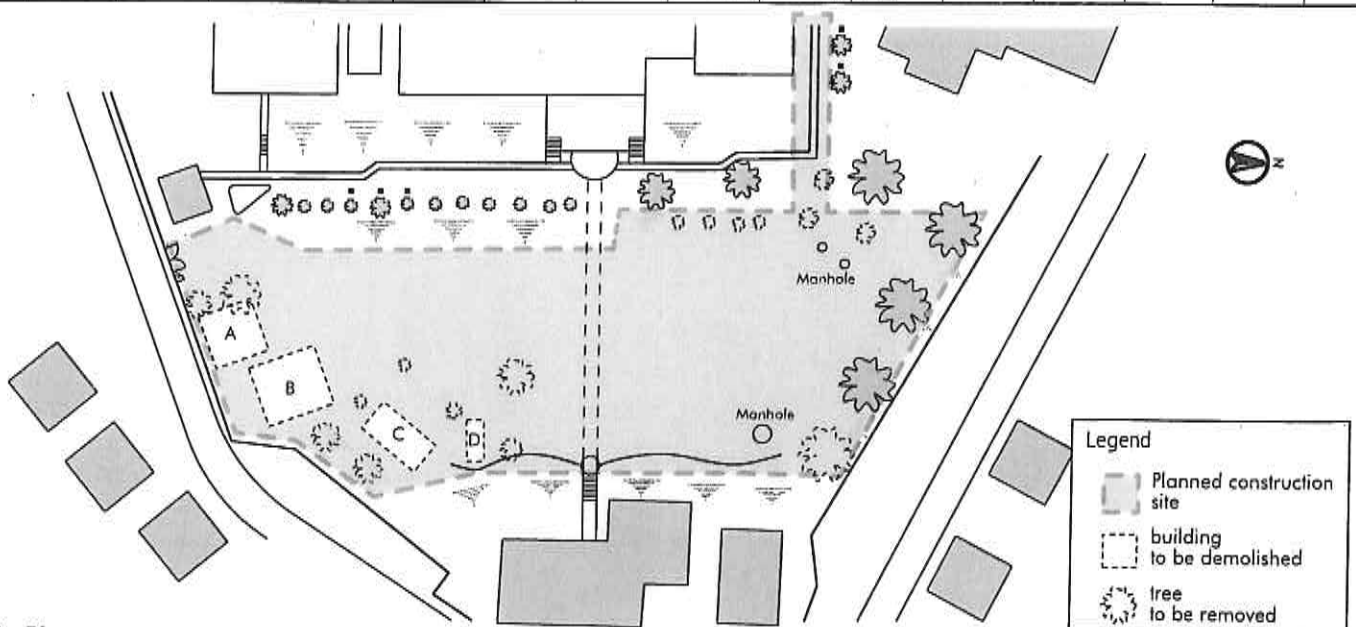 N
Manhole
A
B
C
D
Manhole
Legend
Planned construction
site
building
to be demolished
tree
to be removed